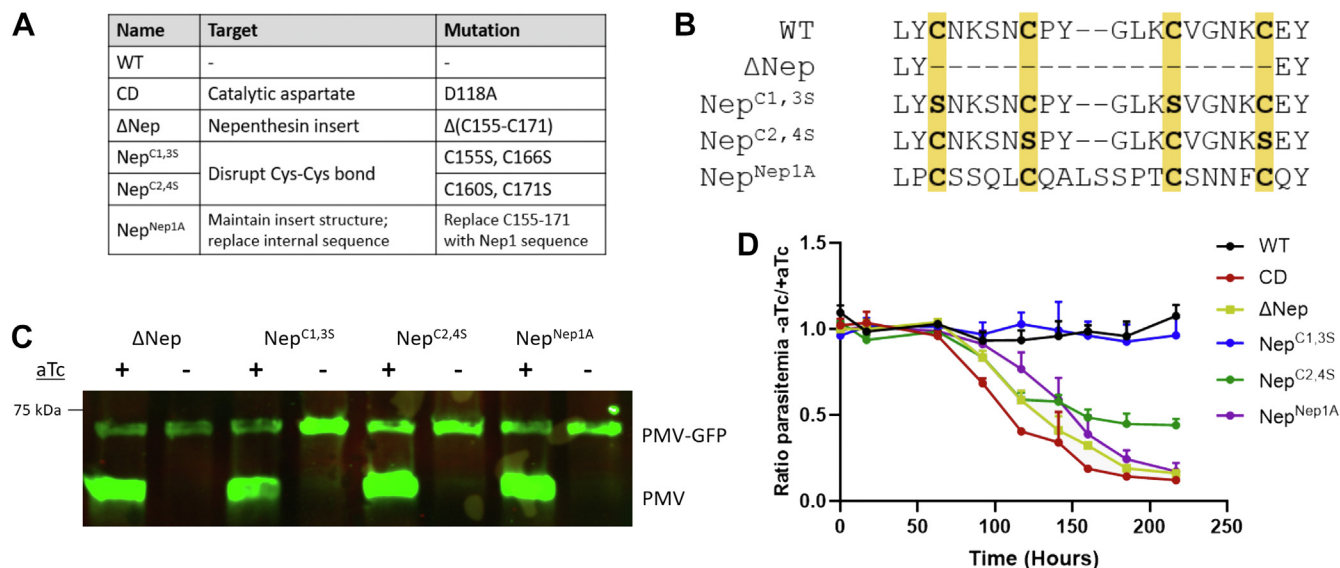 A
Name Target Mutation
WT - -
CD Catalytic aspartate D118A
ΔNep Nepenthesin insert Δ(C155-C171)
Nep^C1,3S Disrupt Cys-Cys bond C155S, C166S
Nep^C2,4S C160S, C171S
Nep^Nep1A Maintain insert structure; Replace C155-171
replace internal sequence with Nep1 sequence
B
WT LYCNKSNCPY--GLKCVGNKCEY
ΔNep LY-------------------EY
Nep^C1,3S LYSNKSNCPY--GLKSVGNKCEY
Nep^C2,4S LYCNKSNSPY--GLKCVGNKSEY
Nep^Nep1A LPCSSQLCQALSSPTCSNNFCQY
C
ΔNep Nep^C1,3S Nep^C2,4S Nep^Nep1A
aTc + - + - + - + -
75 kDa
PMV-GFP
PMV
D
Ratio parasitemia -aTc/+aTc
1.5
1.0
0.5
0.0
0 50 100 150 200 250
Time (Hours)
WT
CD
ΔNep
Nep^C1,3S
Nep^C2,4S
Nep^Nep1A